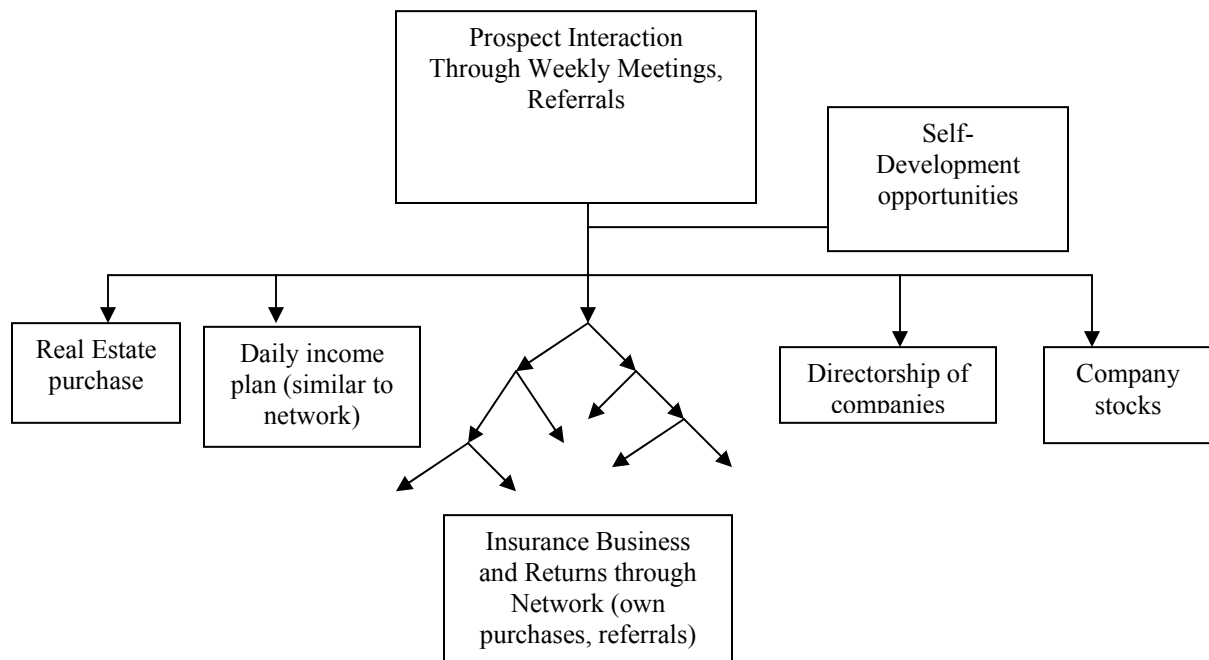 Prospect Interaction
Through Weekly Meetings,
Referrals
Self-
Development
opportunities
Real Estate
purchase
Daily income
plan (similar to
network)
Directorship of
companies
Company
stocks
Insurance Business
and Returns through
Network (own
purchases, referrals)